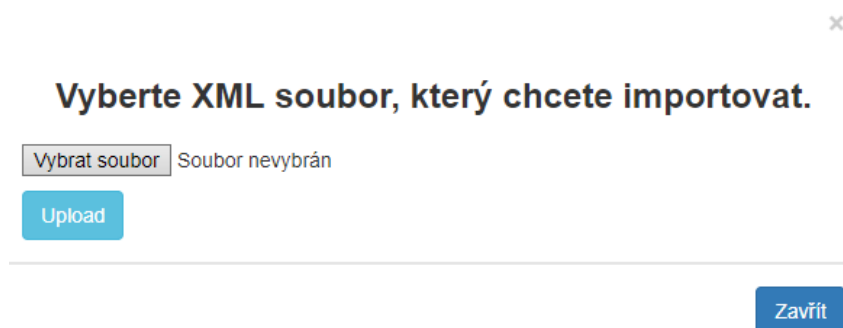 ×
Vyberte XML soubor, který chcete importovat.
Vybrat soubor Soubor nevybrán
Upload
Zavřít